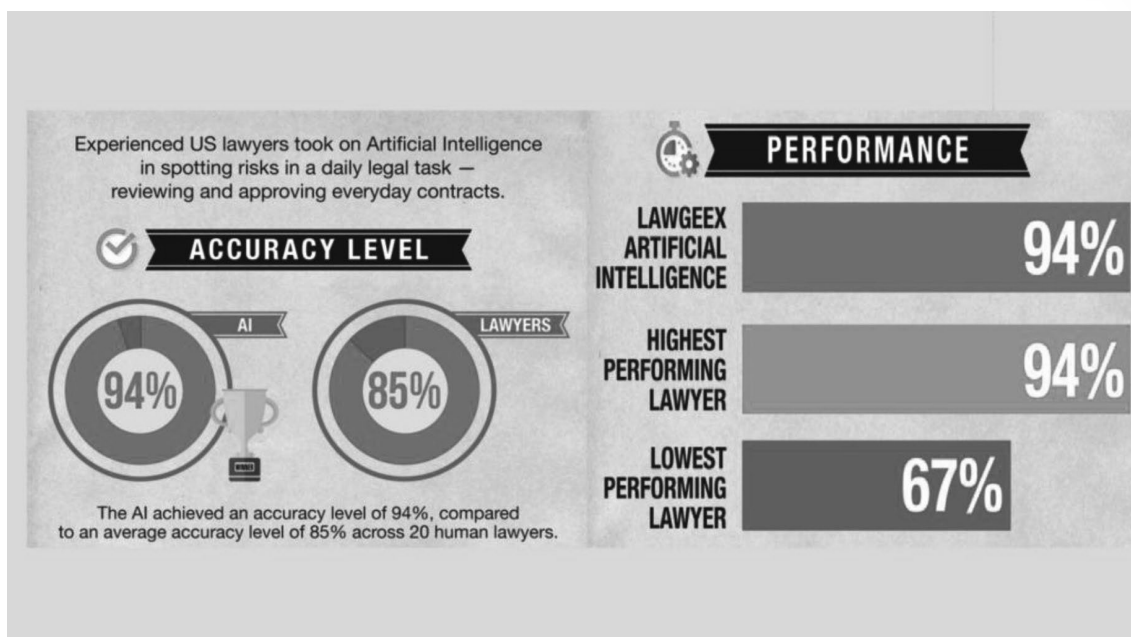 Experienced US lawyers took on Artificial Intelligence
in spotting risks in a daily legal task —
reviewing and approving everyday contracts.
ACCURACY LEVEL
AI
94%
LAWYERS
85%
The AI achieved an accuracy level of 94%, compared
to an average accuracy level of 85% across 20 human lawyers.
PERFORMANCE
LAWGEEX
ARTIFICIAL
INTELLIGENCE
94%
HIGHEST
PERFORMING
LAWYER
94%
LOWEST
PERFORMING
LAWYER
67%